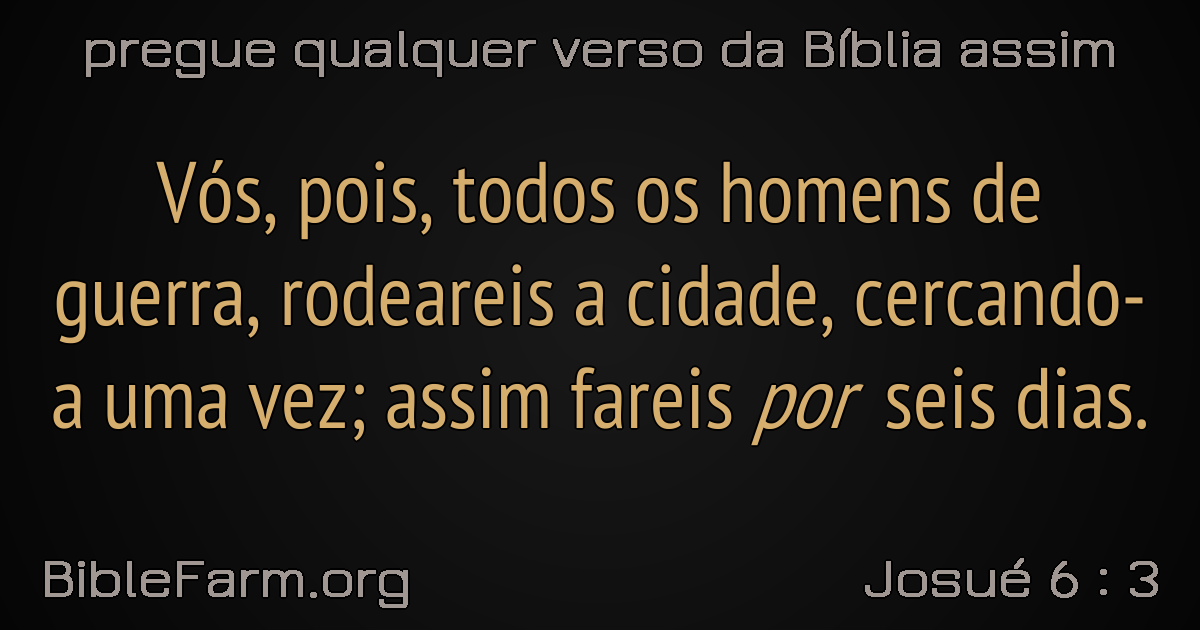 pregue qualquer verso da Bíblia assim
Vós, pois, todos os homens de
guerra, rodeareis a cidade, cercando-
a uma vez; assim fareis por seis dias.
BibleFarm.org
Josué 6 : 3